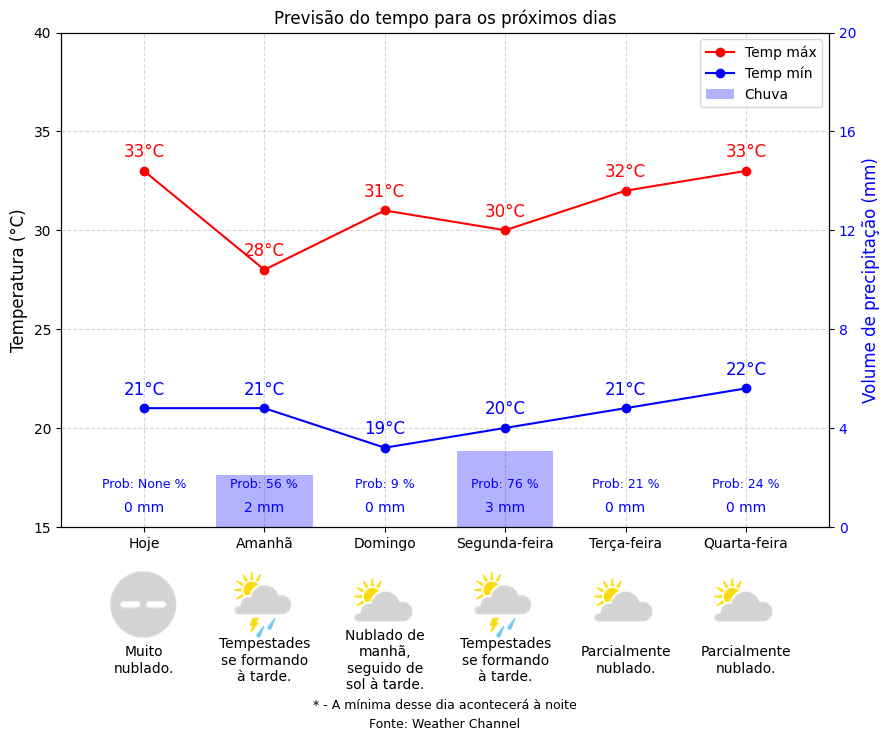 Previsão do tempo para os próximos dias
Temp máx
Temp mín
Chuva
Temperatura (°C)
Volume de precipitação (mm)
40
35
30
25
20
15
20
16
12
8
4
0
33°C
28°C
31°C
30°C
32°C
33°C
21°C
21°C
19°C
20°C
21°C
22°C
Prob: None %
Prob: 56 %
Prob: 9 %
Prob: 76 %
Prob: 21 %
Prob: 24 %
0 mm
2 mm
0 mm
3 mm
0 mm
0 mm
Hoje
Amanhã
Domingo
Segunda-feira
Terça-feira
Quarta-feira
Muito
nublado.
Tempestades
se formando
à tarde.
Nublado de
manhã,
seguido de
sol à tarde.
Tempestades
se formando
à tarde.
Parcialmente
nublado.
Parcialmente
nublado.
* - A mínima desse dia acontecerá à noite
Fonte: Weather Channel